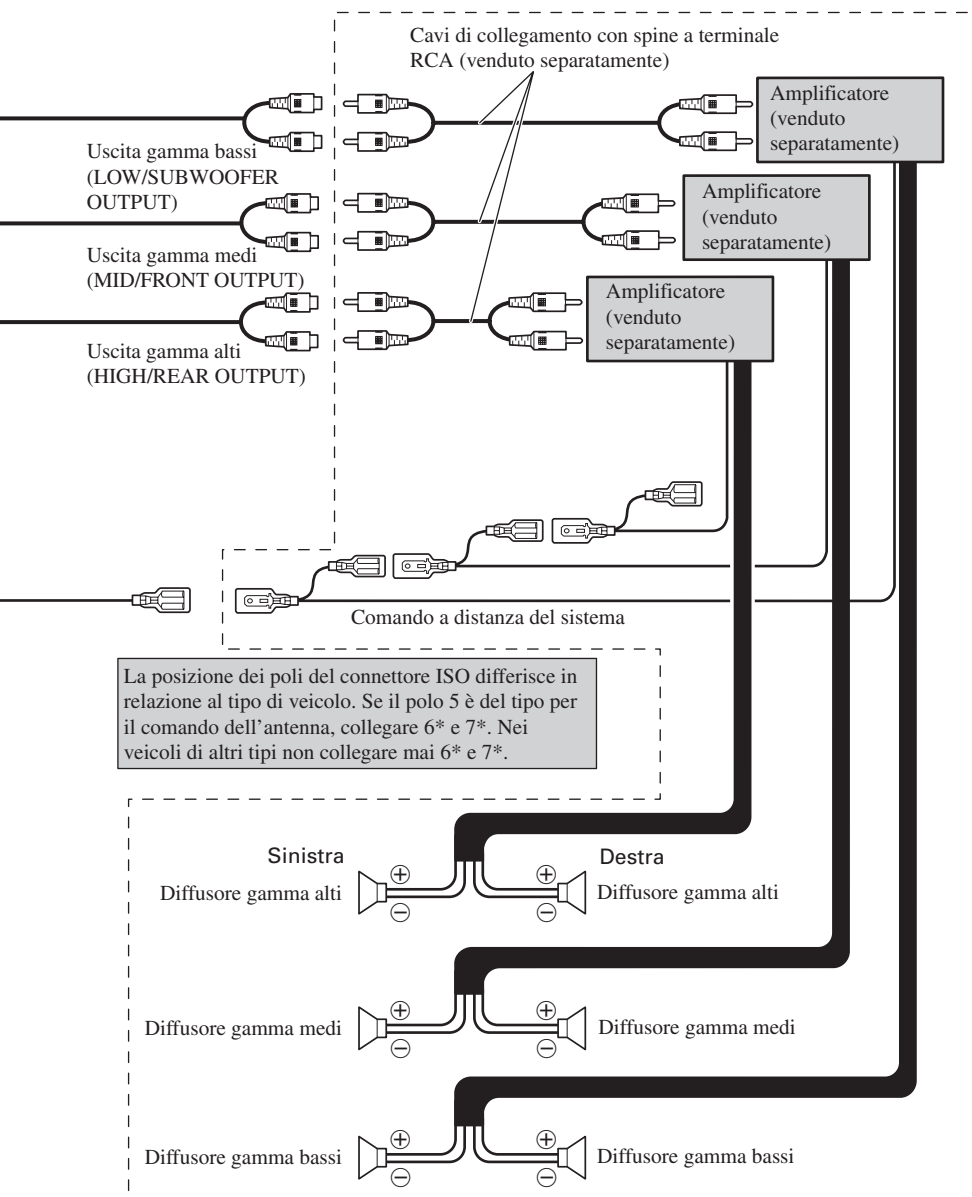 Cavi di collegamento con spine a terminale
RCA (venduto separatamente)
Amplificatore
(venduto
separatamente)
Uscita gamma bassi
(LOW/SUBWOOFER
OUTPUT)
Amplificatore
(venduto
separatamente)
Uscita gamma medi
(MID/FRONT OUTPUT)
Amplificatore
(venduto
separatamente)
Uscita gamma alti
(HIGH/REAR OUTPUT)
Comando a distanza del sistema
La posizione dei poli del connettore ISO differisce in
relazione al tipo di veicolo. Se il polo 5 è del tipo per
il comando dell’antenna, collegare 6* e 7*. Nei
veicoli di altri tipi non collegare mai 6* e 7*.
Sinistra
Destra
Diffusore gamma alti
+
−
+
−
Diffusore gamma alti
Diffusore gamma medi
+
−
+
−
Diffusore gamma medi
Diffusore gamma bassi
+
−
+
−
Diffusore gamma bassi